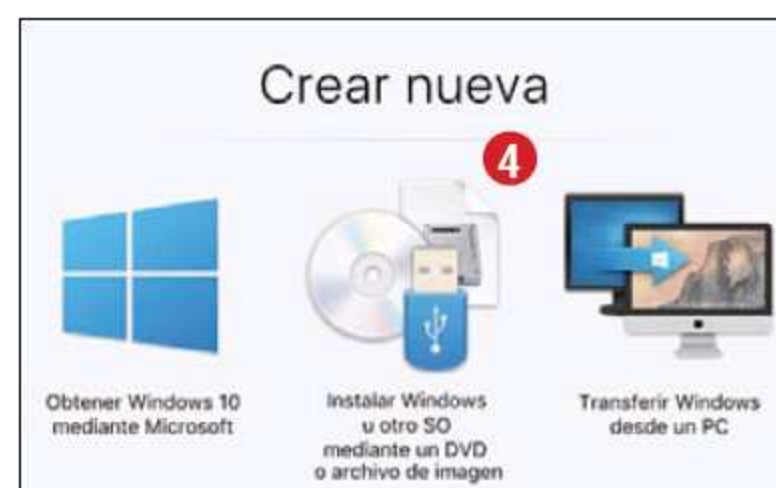 Crear nueva
4
Obtener Windows 10
mediante Microsoft
Instalar Windows
u otro SO
mediante un DVD
o archivo de imagen
Transferir Windows
desde un PC